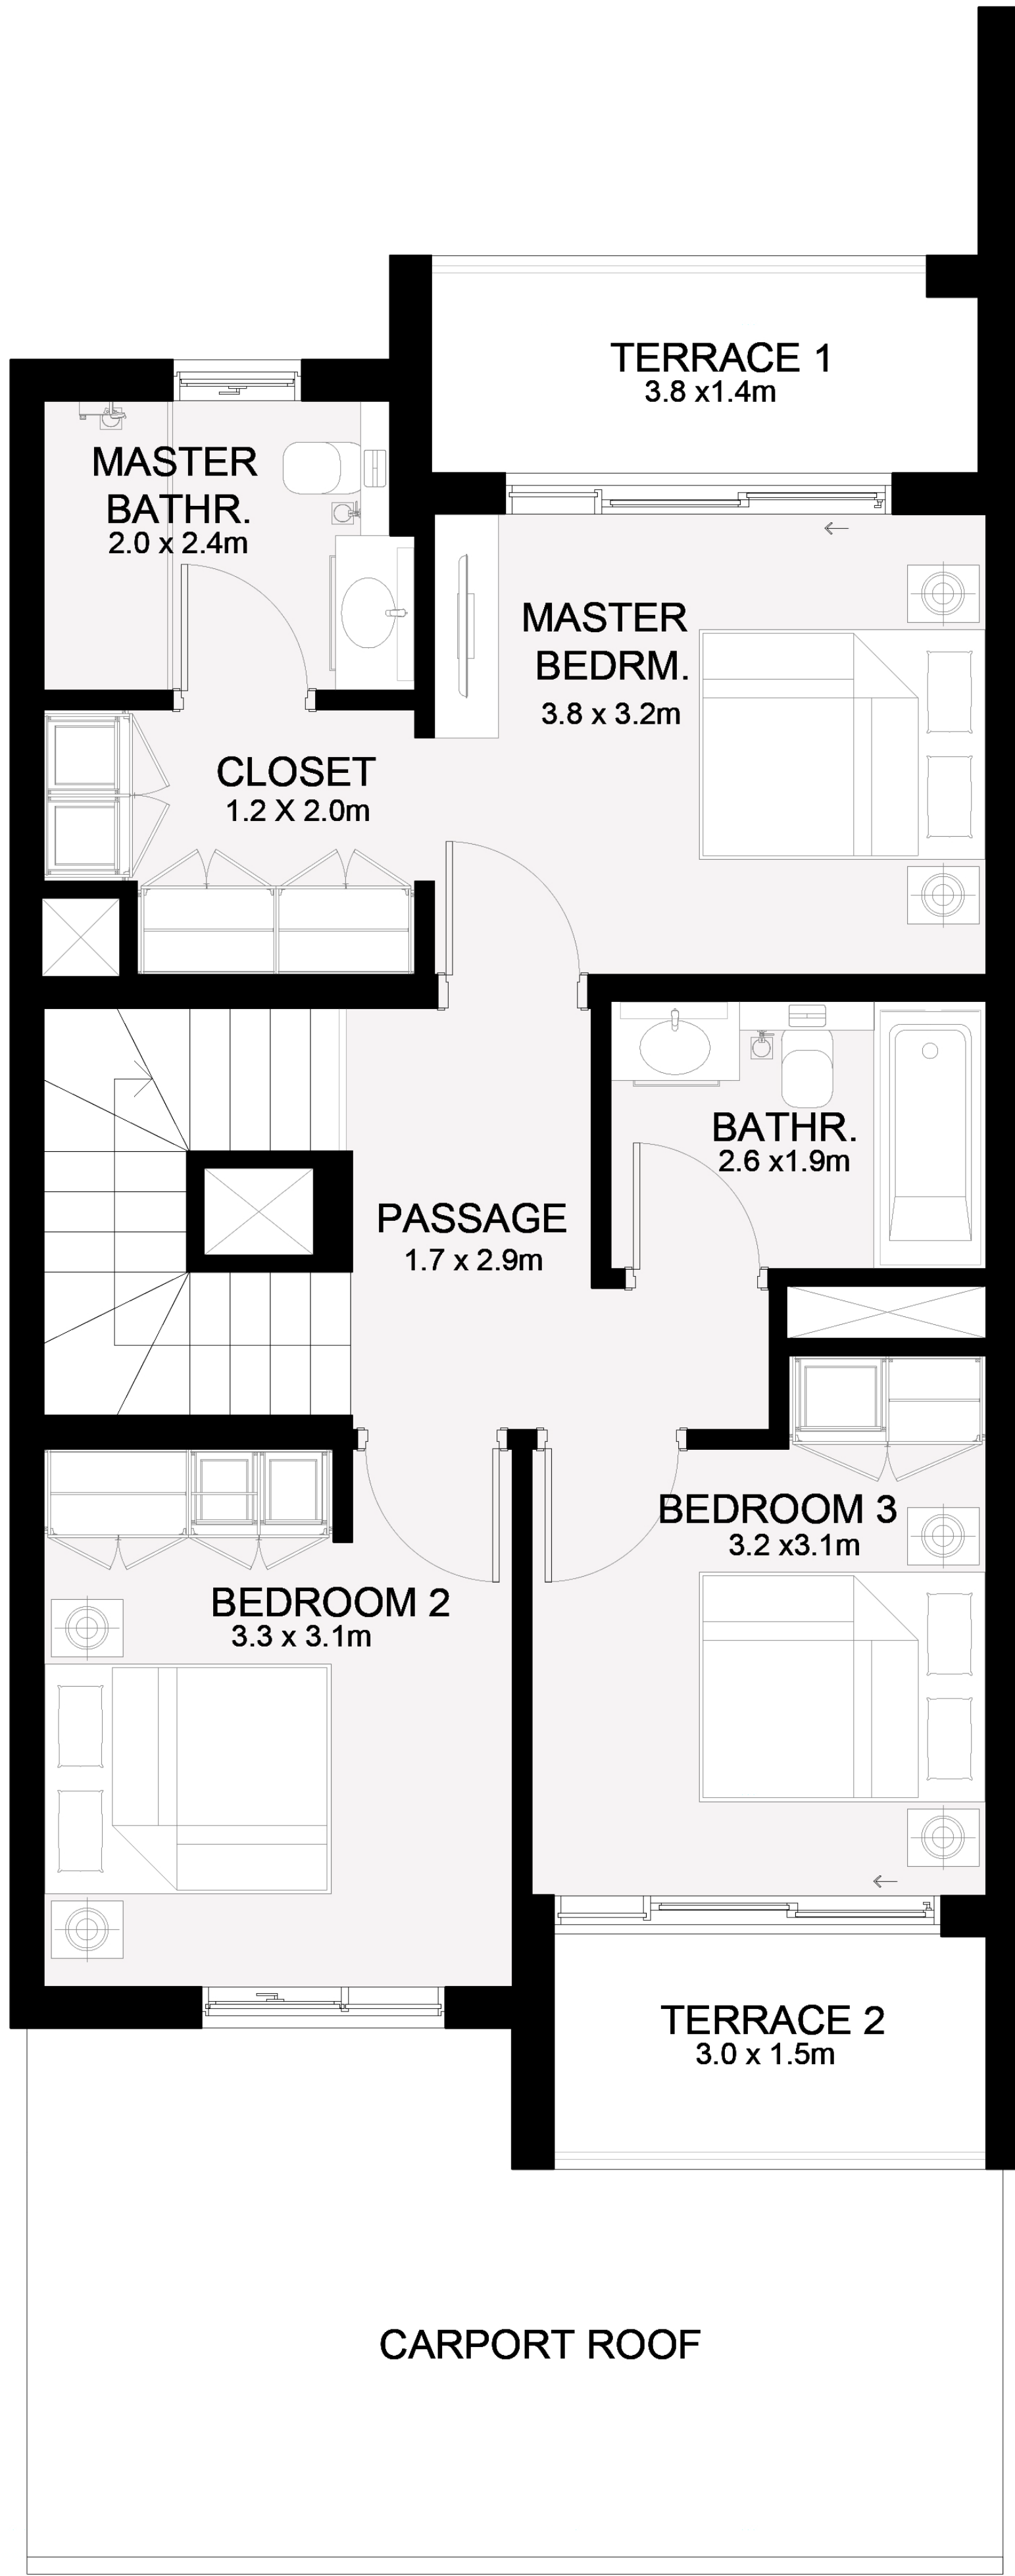 TERRACE 1
3.8 x1.4m
MASTER
BATHR.
2.0 x 2.4m
MASTER
BEDRM.
3.8 x 3.2m
CLOSET
1.2 X 2.0m
BATHR.
2.6 x1.9m
PASSAGE
1.7 x 2.9m
BEDROOM 3
3.2 x3.1m
BEDROOM 2
3.3 x 3.1m
TERRACE 2
3.0 x 1.5m
CARPORT ROOF